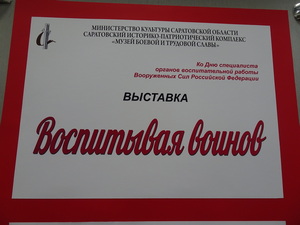 МИНИСТЕРСТВО КУЛЬТУРЫ САРАТОВСКОЙ ОБЛАСТИ
САРАТОВСКИЙ ИСТОРИКО-ПАТРИОТИЧЕСКИЙ КОМПЛЕКС
«МУЗЕЙ БОЕВОЙ И ТРУДОВОЙ СЛАВЫ»
Ко Дню специалиста
органов воспитательной работы
Вооруженных Сил Российской Федерации
ВЫСТАВКА
Воспитывая воинов